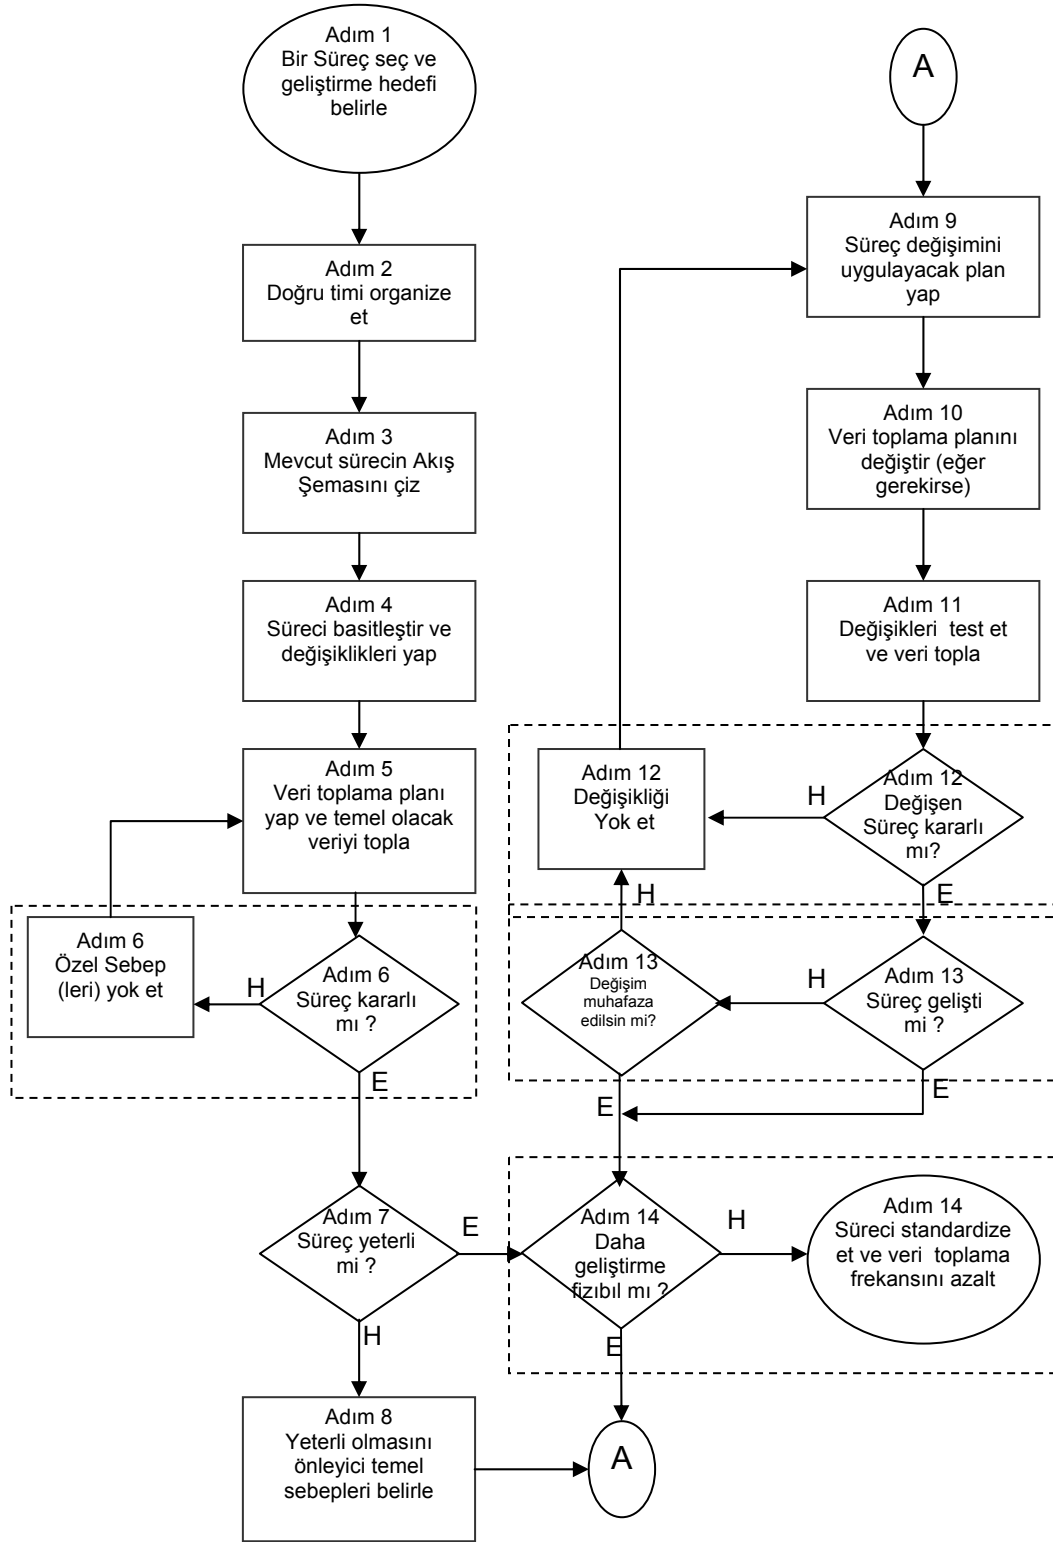 Adım 1
Bir Süreç seç ve
geliştirme hedefi
belirle
Adım 2
Doğru timi organize
et
Adım 3
Mevcut sürecin Akış
Şemasını çiz
Adım 4
Süreci basitleştir ve
değişiklikleri yap
Adım 5
Veri toplama planı
yap ve temel olacak
veriyi topla
Adım 6
Özel Sebep
(leri) yok et
H
Adım 6
Süreç kararlı
mı ?
E
Adım 7
Süreç yeterli
mi ?
E
H
Adım 8
Yeterli olmasını
önleyici temel
sebepleri belirle
A
Adım 9
Süreç değişimini
uygulayacak plan
yap
Adım 10
Veri toplama planını
değiştir (eğer
gerekirse)
Adım 11
Değişikleri  test et
ve veri topla
Adım 12
Değişikliği
Yok et
H
Adım 12
Değişen
Süreç kararlı
mı?
H
E
Adım 13
Değişim
muhafaza
edilsin mi?
H
Adım 13
Süreç gelişti
mi ?
E
E
Adım 14
Daha
geliştirme
fizıbıl mı ?
H
Adım 14
Süreci standardize
et ve veri  toplama
frekansını azalt
E
A